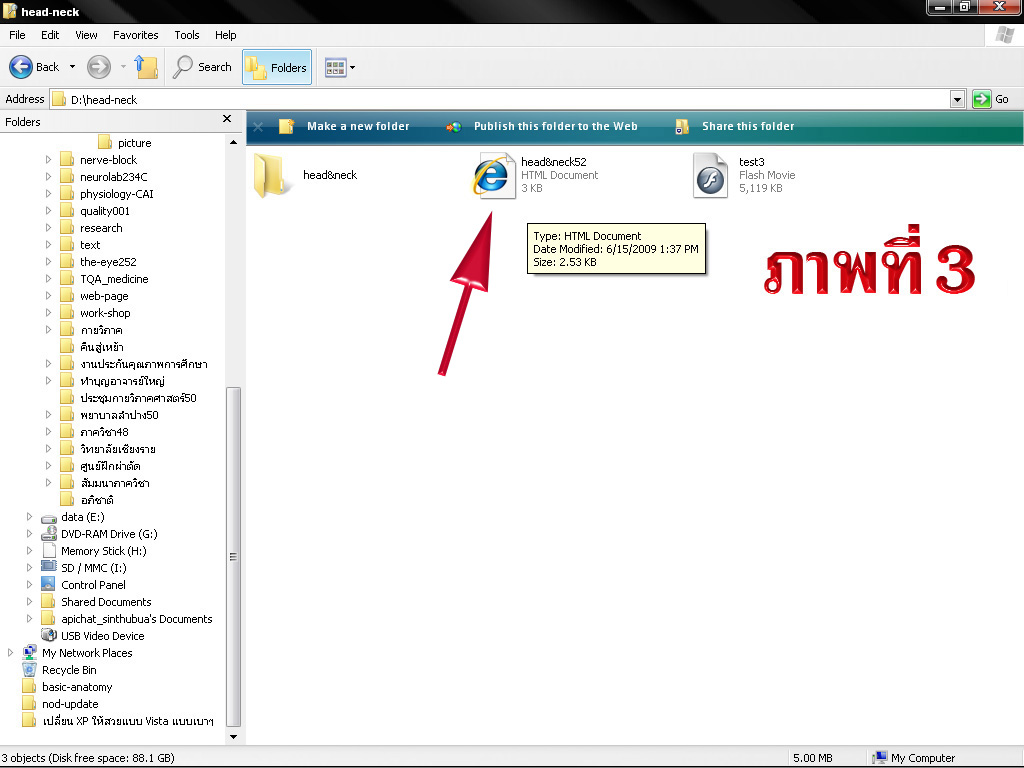 head-neck
File Edit View Favorites Tools Help
Back Search Folders
Address D:\head-neck Go
Folders
picture
nerve-block
neurolab234C
physiology-CAI
quality001
research
text
the-eye252
TQA_medicine
web-page
work-shop
กายวิภาค
คืนสู่เหย้า
งานประกันคุณภาพการศึกษา
ทำบุญอาจารย์ใหญ่
ประชุมกายวิภาคศาสตร์50
พยาบาลลำปาง50
ภาควิชา48
วิทยาลัยเชียงราย
ศูนย์ฝึกผ่าตัด
สัมมนาภาควิชา
อภิชาติ
data (E:)
DVD-RAM Drive (G:)
Memory Stick (H:)
SD / MMC (I:)
Control Panel
Shared Documents
apichat_sinthubua's Documents
USB Video Device
My Network Places
Recycle Bin
basic-anatomy
nod-update
เปลี่ยน XP ให้สวยแบบ Vista แบบเบาๆ
Make a new folder Publish this folder to the Web Share this folder
head&neck
head&neck52
HTML Document
3 KB
test3
Flash Movie
5,119 KB
Type: HTML Document
Date Modified: 6/15/2009 1:37 PM
Size: 2.53 KB
ภาพที่ 3
3 objects (Disk free space: 88.1 GB) 5.00 MB My Computer